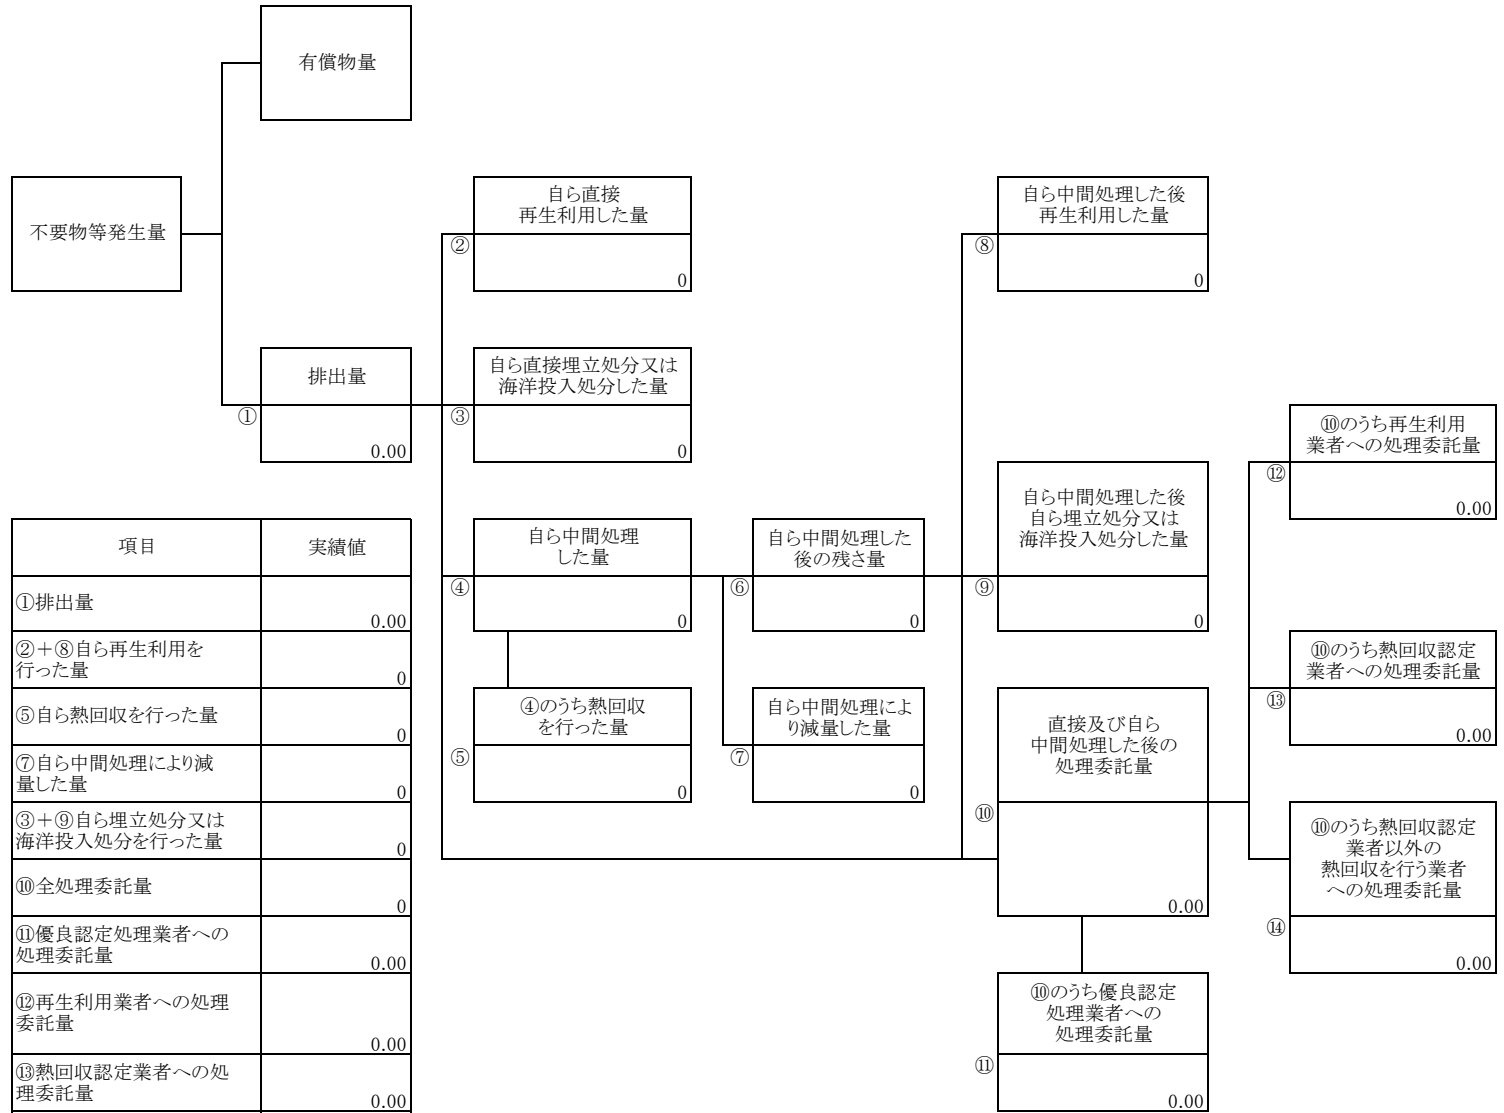 有償物量
不要物等発生量
自ら直接
再生利用した量
②
0
自ら中間処理した後
再生利用した量
⑧
0
排出量
①
0.00
自ら直接埋立処分又は
海洋投入処分した量
③
0
⑩のうち再生利用
業者への処理委託量
⑫
0.00
自ら中間処理した後
自ら埋立処分又は
海洋投入処分した量
⑨
0
自ら中間処理
した量
④
0
自ら中間処理した
後の残さ量
⑥
0
④のうち熱回収
を行った量
⑤
0
自ら中間処理によ
り減量した量
⑦
0
直接及び自ら
中間処理した後の
処理委託量
⑩
0.00
⑩のうち熱回収認定
業者への処理委託量
⑬
0.00
⑩のうち熱回収認定
業者以外の
熱回収を行う業者
への処理委託量
⑭
0.00
⑩のうち優良認定
処理業者への
処理委託量
⑪
0.00
項目
実績値
①排出量
0.00
②＋⑧自ら再生利用を
行った量
0
⑤自ら熱回収を行った量
0
⑦自ら中間処理により減
量した量
0
③＋⑨自ら埋立処分又は
海洋投入処分を行った量
0
⑩全処理委託量
0
⑪優良認定処理業者への
処理委託量
0.00
⑫再生利用業者への処理
委託量
0.00
⑬熱回収認定業者への処
理委託量
0.00